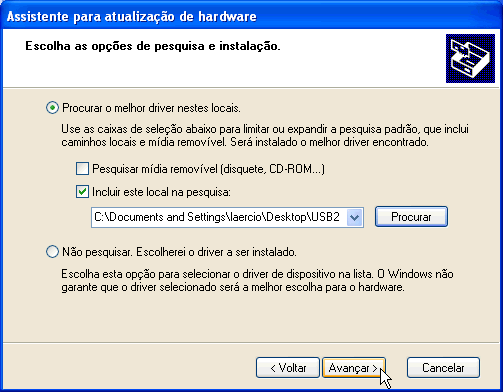 Assistente para atualização de hardware
Escolha as opções de pesquisa e instalação.
Procurar o melhor driver nestes locais.
Use as caixas de seleção abaixo para limitar ou expandir a pesquisa padrão, que inclui
caminhos locais e mídia removível. Será instalado o melhor driver encontrado.
Pesquisar mídia removível (disquete, CD-ROM...)
Incluir este local na pesquisa:
C:\Documents and Settings\laercio\Desktop\USB2
Procurar
Não pesquisar. Escolherei o driver a ser instalado.
Escolha esta opção para selecionar o driver de dispositivo na lista. O Windows não
garante que o driver selecionado será a melhor escolha para o hardware.
< Voltar
Avançar >
Cancelar